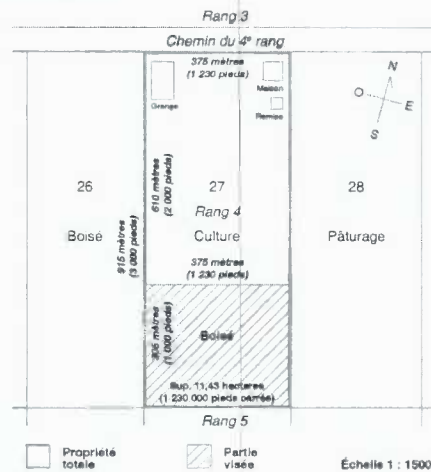 Rang 3
Chemin du 4e rang
375 mètres
(1 230 pieds)
Grange
Maison
Remise
N
O
E
S
26
Boisé
915 mètres
(3 000 pieds)
610 mètres
(2 000 pieds)
27
Rang 4
Culture
28
Pâturage
375 mètres
(1 230 pieds)
305 mètres
(1 000 pieds)
Boisé
Sup. 11,43 hectares
(1 230 000 pieds carrés)
Rang 5
Propriété
totale
Partie
visée
Échelle 1 : 1500